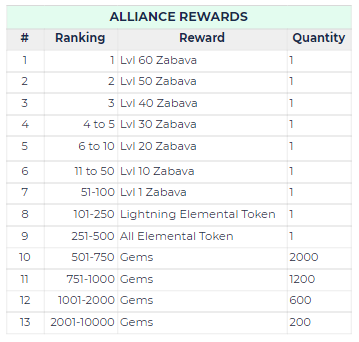 ALLIANCE REWARDS
# Ranking Reward Quantity
1 1 Lvl 60 Zabava 1
2 2 Lvl 50 Zabava 1
3 3 Lvl 40 Zabava 1
4 4 to 5 Lvl 30 Zabava 1
5 6 to 10 Lvl 20 Zabava 1
6 11 to 50 Lvl 10 Zabava 1
7 51-100 Lvl 1 Zabava 1
8 101-250 Lightning Elemental Token 1
9 251-500 All Elemental Token 1
10 501-750 Gems 2000
11 751-1000 Gems 1200
12 1001-2000 Gems 600
13 2001-10000 Gems 200